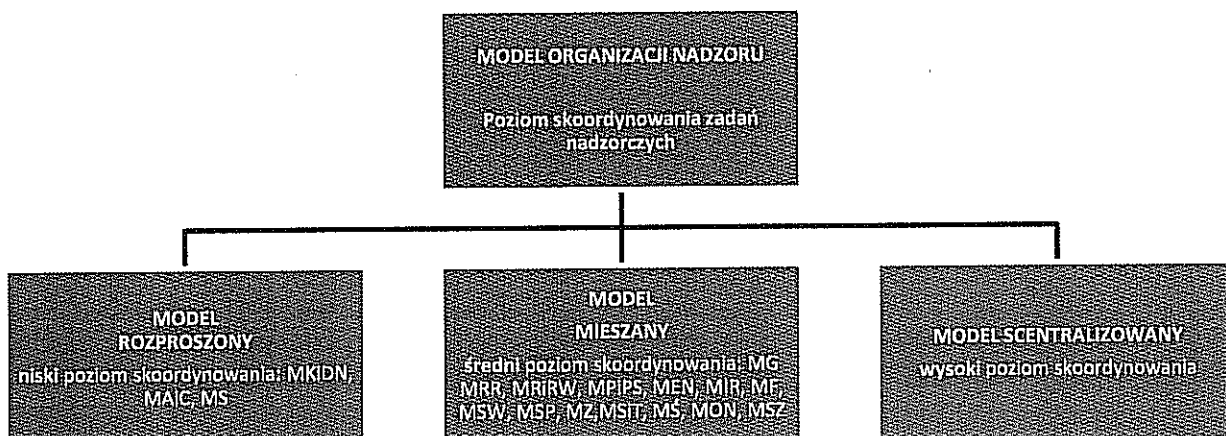 MODEL ORGANIZACJI NADZORU
Poziom skoordynowania zadań
nadzorczych
MODEL
ROZPROSZONY
niski poziom skoordynowania: MKIDN,
MAIC, MS
MODEL
MIESZANY
średni poziom skoordynowania: MG
MRR, MRiRW, MPiPS, MEN, MIR, MF,
MSW, MSP, MZ,MSiT, MŚ, MON, MSZ
MODEL SCENTRALIZOWANY
wysoki poziom skoordynowania